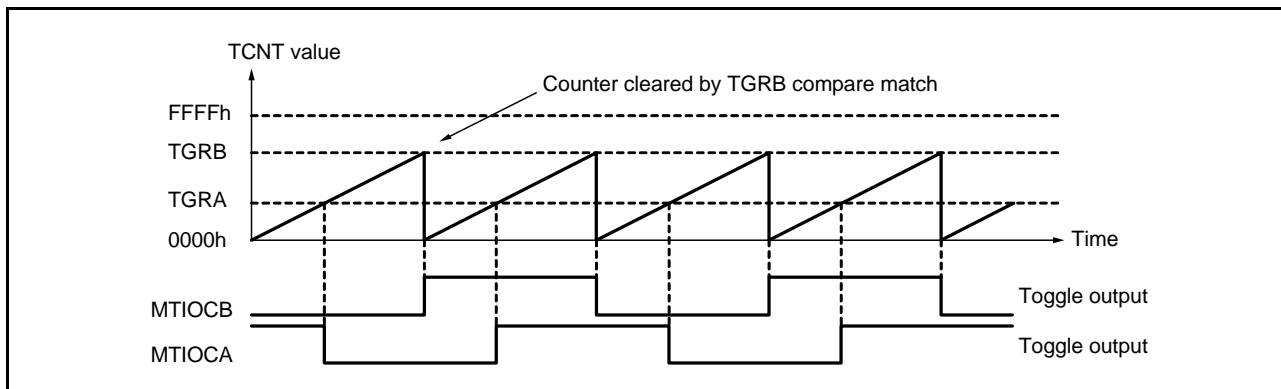 TCNT value
Counter cleared by TGRB compare match
FFFFh
TGRB
TGRA
0000h
Time
MTIOCB
Toggle output
MTIOCA
Toggle output